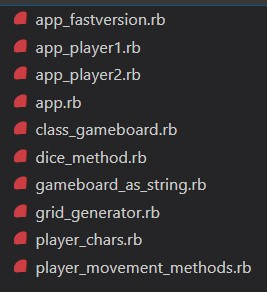 app_fastversion.rb
app_player1.rb
app_player2.rb
app.rb
class_gameboard.rb
dice_method.rb
gameboard_as_string.rb
grid_generator.rb
player_chars.rb
player_movement_methods.rb